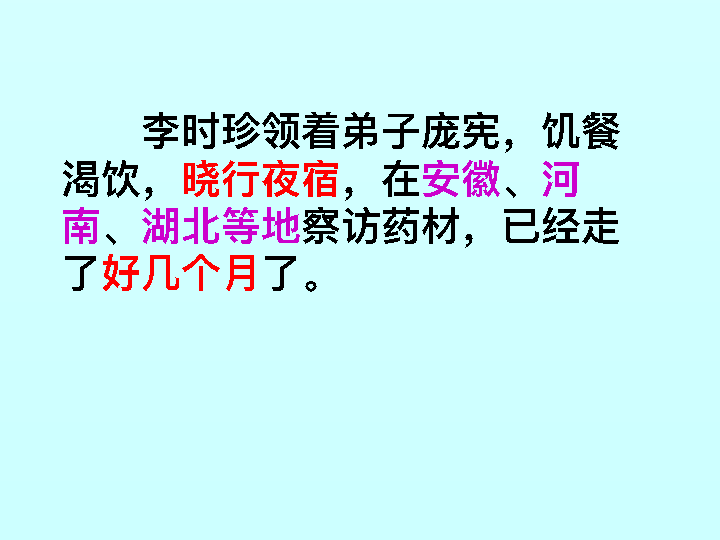 李时珍领着弟子庞宪，饥餐
渴饮，晓行夜宿，在安徽、河
南、湖北等地察访药材，已经走
了好几个月了。